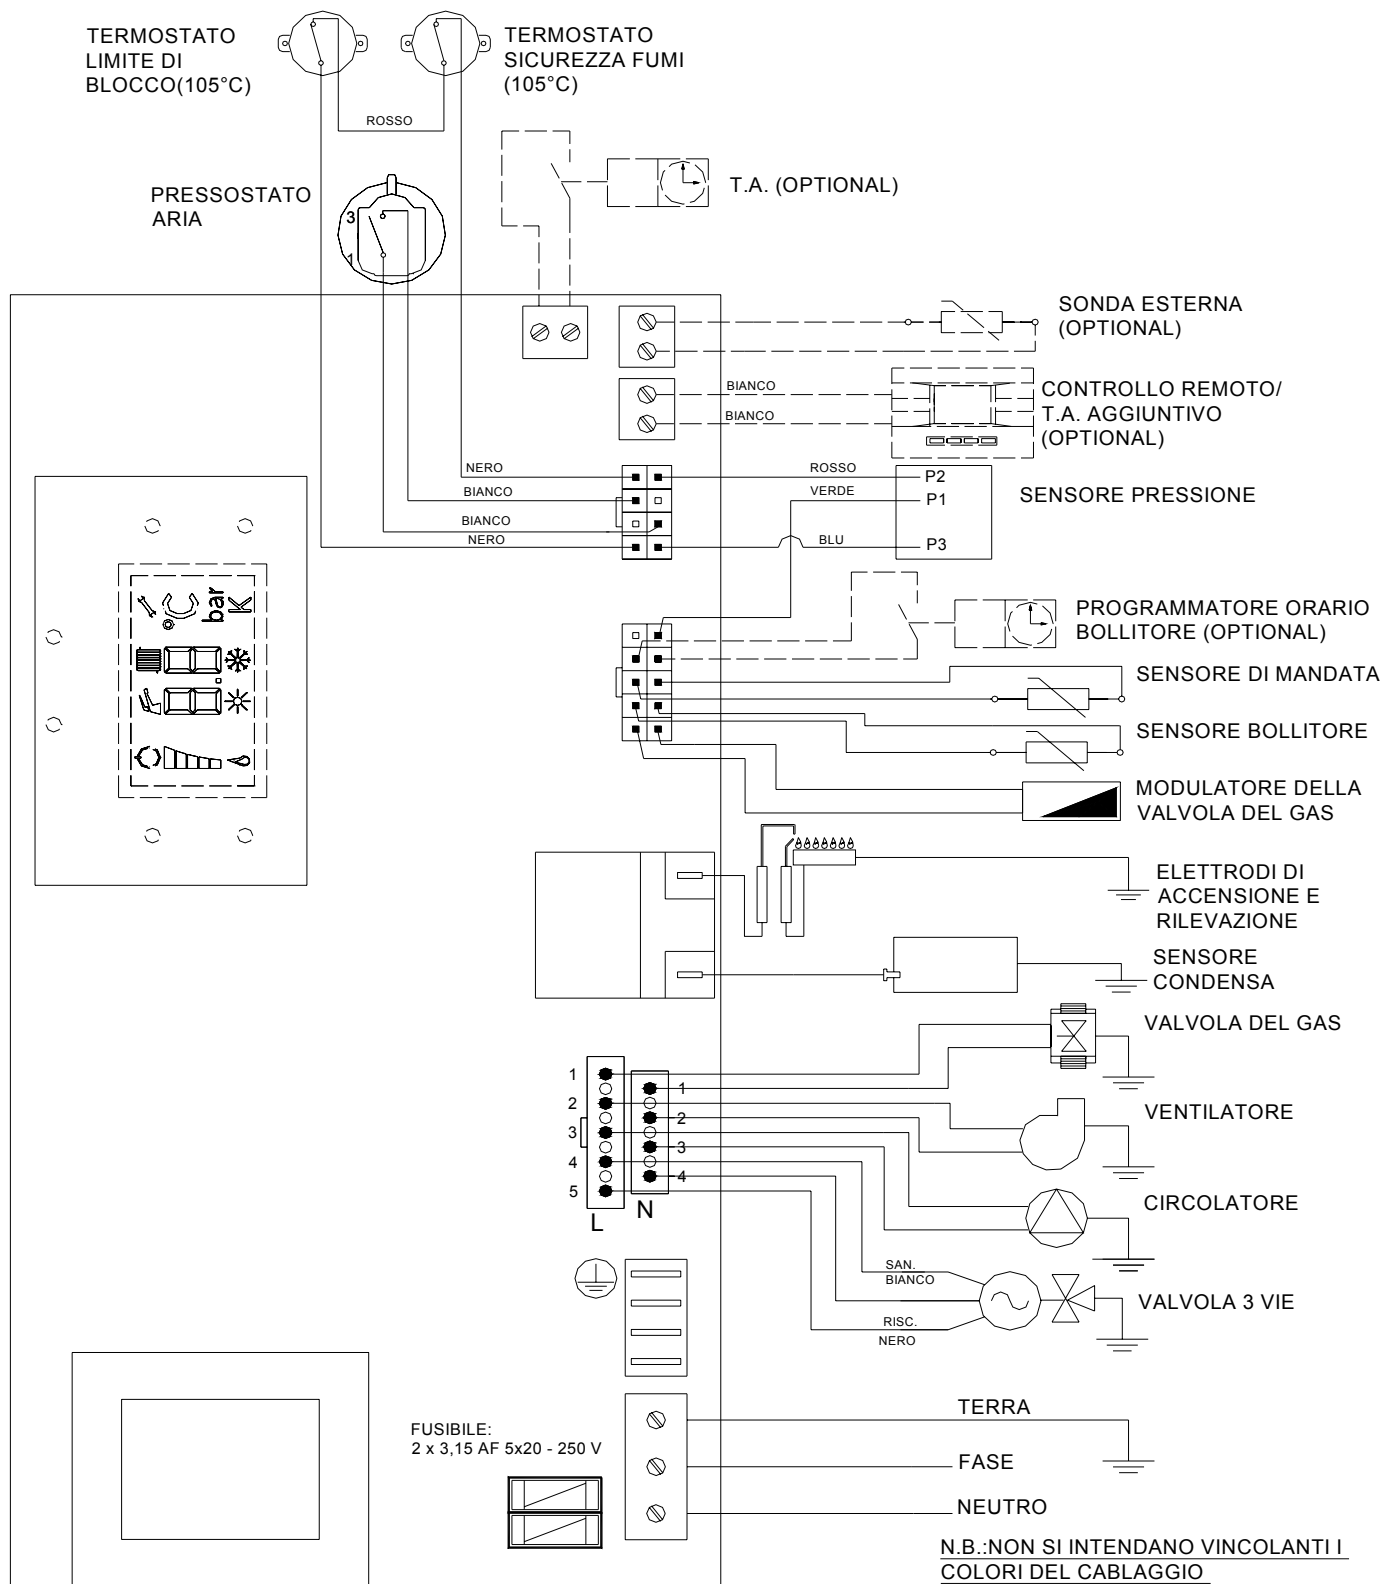 TERMOSTATO
LIMITE DI
BLOCCO(105°C)
TERMOSTATO
SICUREZZA FUMI
(105°C)
ROSSO
PRESSOSTATO
ARIA
3
1
T.A. (OPTIONAL)
SONDA ESTERNA
(OPTIONAL)
BIANCO
BIANCO
CONTROLLO REMOTO/
T.A. AGGIUNTIVO
(OPTIONAL)
NERO
BIANCO
BIANCO
NERO
ROSSO
VERDE
BLU
P2
P1
P3
SENSORE PRESSIONE
°C
bar
K
PROGRAMMATORE ORARIO
BOLLITORE (OPTIONAL)
SENSORE DI MANDATA
SENSORE BOLLITORE
MODULATORE DELLA
VALVOLA DEL GAS
ELETTRODI DI
ACCENSIONE E
RILEVAZIONE
SENSORE
CONDENSA
VALVOLA DEL GAS
1
2
3
4
5
L
1
2
3
4
N
VENTILATORE
CIRCOLATORE
SAN.
BIANCO
RISC.
NERO
VALVOLA 3 VIE
FUSIBILE:
2 x 3,15 AF 5x20 - 250 V
TERRA
FASE
NEUTRO
N.B.:NON SI INTENDANO VINCOLANTI I
COLORI DEL CABLAGGIO